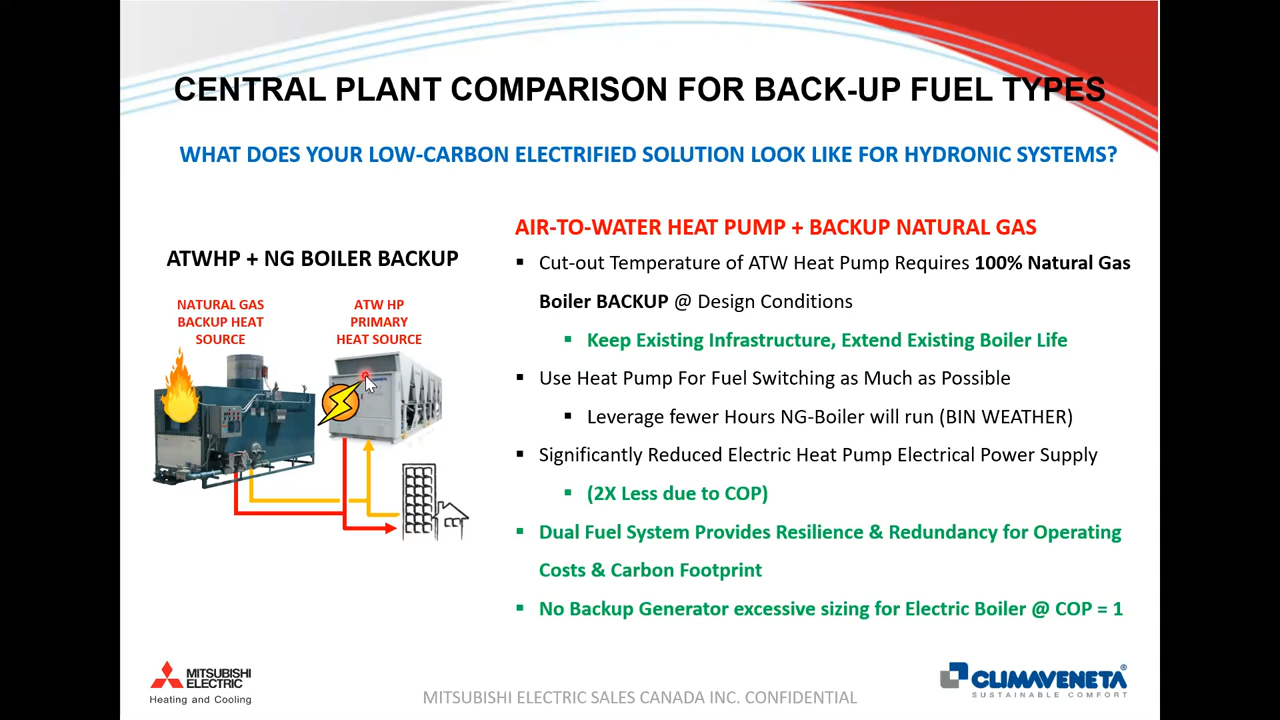 CENTRAL PLANT COMPARISON FOR BACK-UP FUEL TYPES
WHAT DOES YOUR LOW-CARBON ELECTRIFIED SOLUTION LOOK LIKE FOR HYDRONIC SYSTEMS?
ATWHP + NG BOILER BACKUP
NATURAL GAS
BACKUP HEAT
SOURCE
ATW HP
PRIMARY
HEAT SOURCE
AIR-TO-WATER HEAT PUMP + BACKUP NATURAL GAS
▪ Cut-out Temperature of ATW Heat Pump Requires 100% Natural Gas
Boiler BACKUP @ Design Conditions
▪ Keep Existing Infrastructure, Extend Existing Boiler Life
▪ Use Heat Pump For Fuel Switching as Much as Possible
▪ Leverage fewer Hours NG-Boiler will run (BIN WEATHER)
▪ Significantly Reduced Electric Heat Pump Electrical Power Supply
▪ (2X Less due to COP)
▪ Dual Fuel System Provides Resilience & Redundancy for Operating
Costs & Carbon Footprint
▪ No Backup Generator excessive sizing for Electric Boiler @ COP = 1
MITSUBISHI
ELECTRIC
Heating and Cooling
MITSUBISHI ELECTRIC SALES CANADA INC. CONFIDENTIAL
CLIMAVENETA®
SUSTAINABLE COMFORT